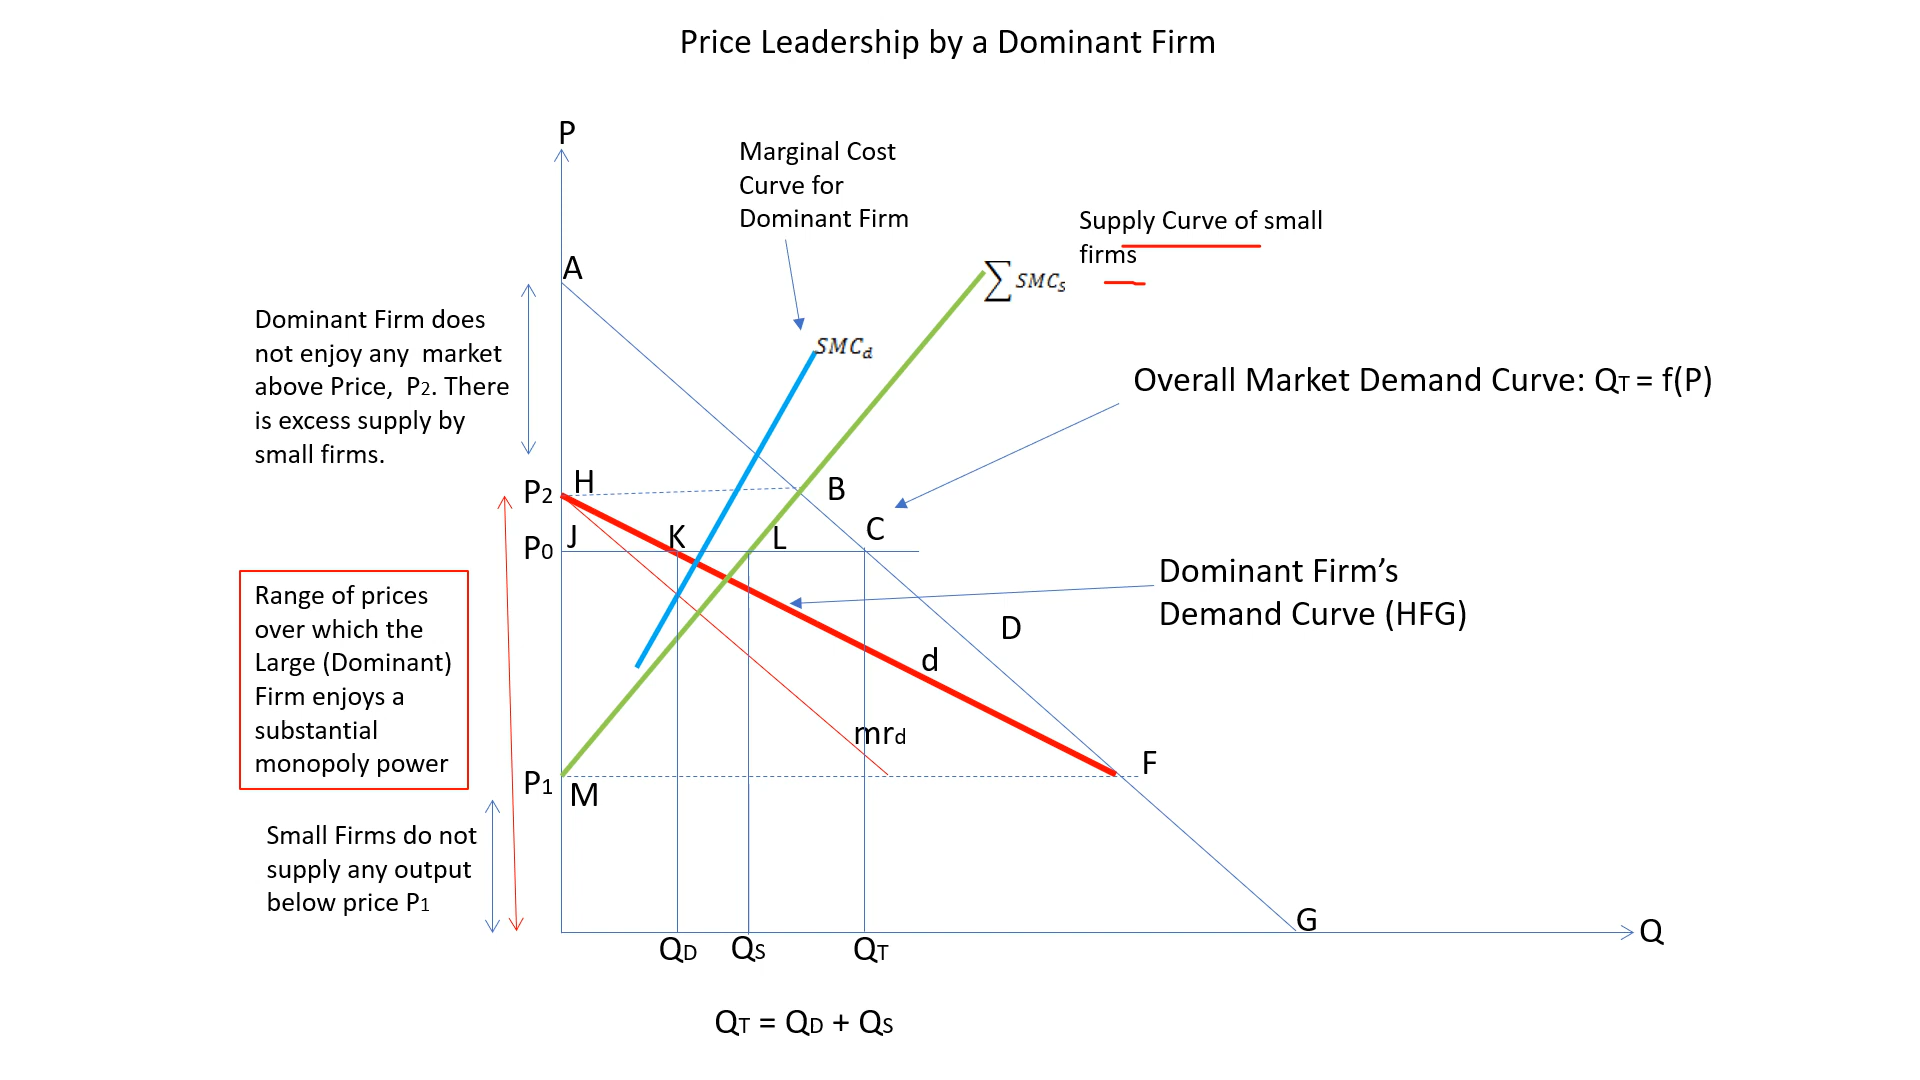 Price Leadership by a Dominant Firm
P
Marginal Cost
Curve for
Dominant Firm
Supply Curve of small
firms
A
∑ SMCs
Dominant Firm does
not enjoy any market
above Price, P2. There
is excess supply by
small firms.
SMCd
Overall Market Demand Curve: QT = f(P)
P2
H
B
P0
J
K
L
C
Dominant Firm's
Demand Curve (HFG)
Range of prices
over which the
Large (Dominant)
Firm enjoys a
substantial
monopoly power
D
d
mrd
F
P1
M
Small Firms do not
supply any output
below price P1
G
Q
QD
QS
QT
QT = QD + QS